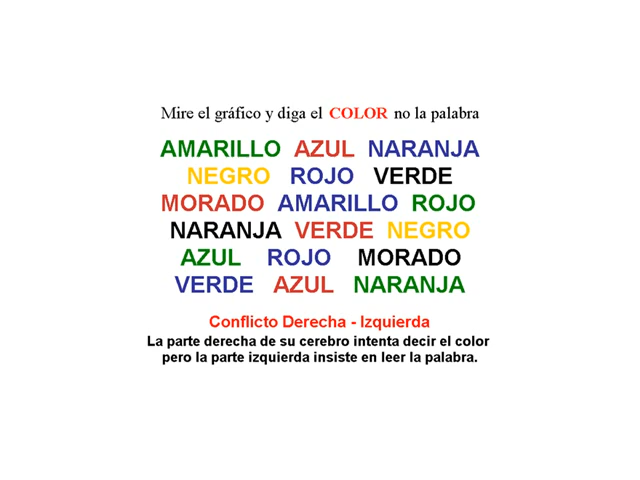 Mire el gráfico y diga el COLOR no la palabra
AMARILLO AZUL NARANJA
NEGRO ROJO VERDE
MORADO AMARILLO ROJO
NARANJA VERDE NEGRO
AZUL ROJO MORADO
VERDE AZUL NARANJA
Conflicto Derecha - Izquierda
La parte derecha de su cerebro intenta decir el color
pero la parte izquierda insiste en leer la palabra.